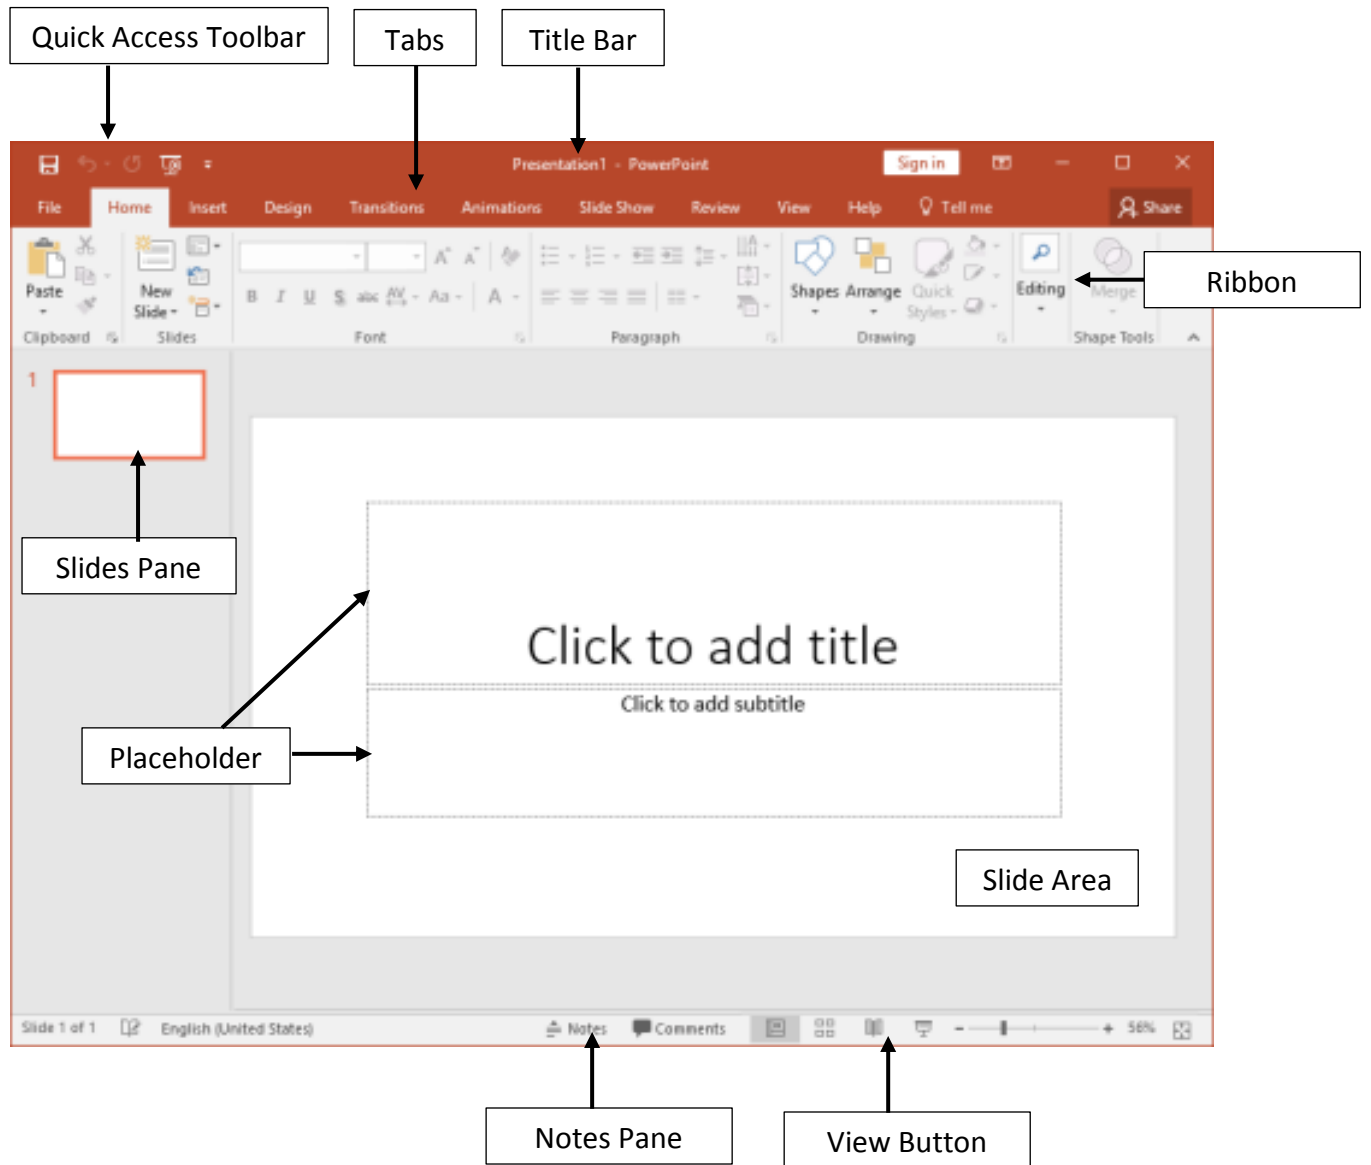 Quick Access Toolbar
Tabs
Title Bar
Presentation1 - PowerPoint
Sign in
File Home Insert Design Transitions Animations Slide Show Review View Help Tell me Share
Paste
New
Slide
Shapes Arrange Quick
Styles
Editing
Merge
Ribbon
B I U S abc AV Aa A
Clipboard Slides Font Paragraph Drawing Shape Tools
1
Slides Pane
Click to add title
Click to add subtitle
Placeholder
Slide Area
Slide 1 of 1 English (United States) Notes Comments 56%
Notes Pane
View Button